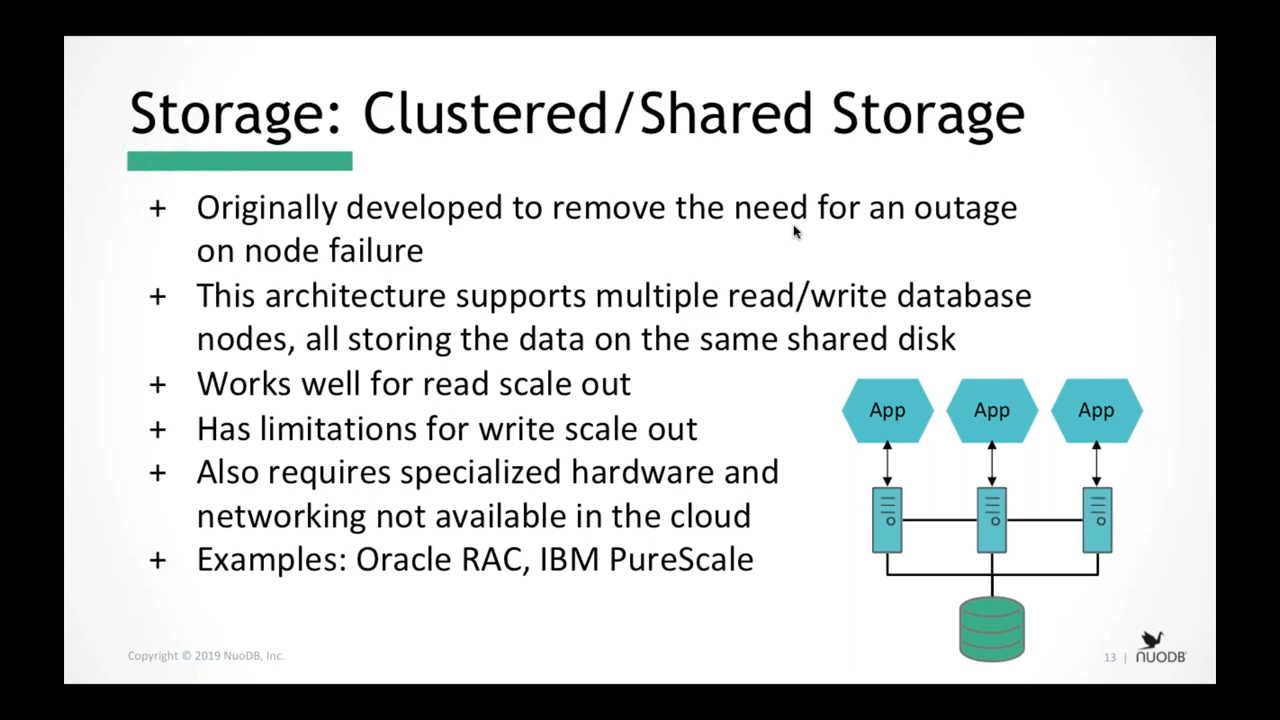 Storage: Clustered/Shared Storage
+ Originally developed to remove the need for an outage
on node failure
+ This architecture supports multiple read/write database
nodes, all storing the data on the same shared disk
+ Works well for read scale out
+ Has limitations for write scale out
+ Also requires specialized hardware and
networking not available in the cloud
+ Examples: Oracle RAC, IBM PureScale
App App App
Copyright © 2019 NuoDB, Inc.
13 | NUODB